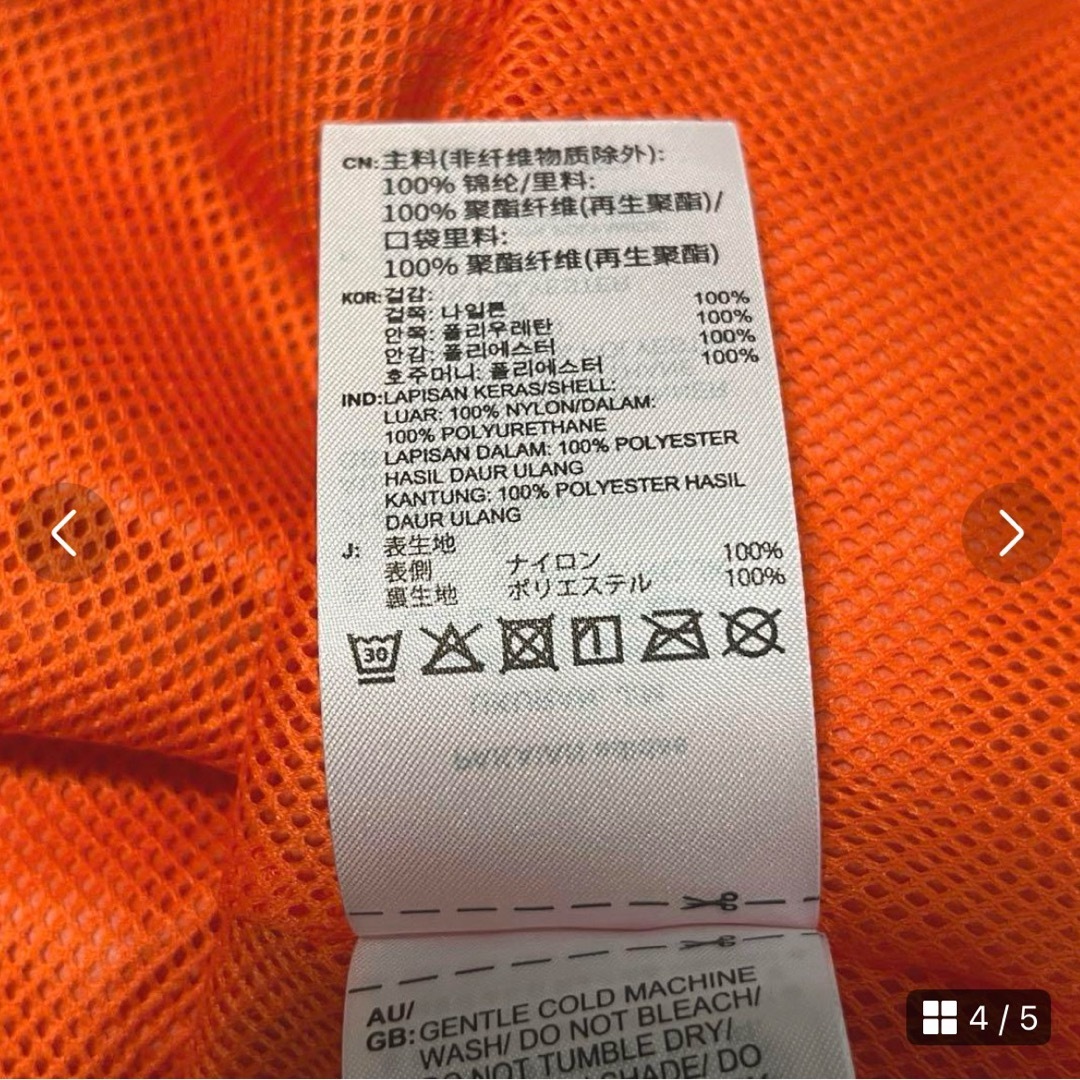 CN:主料(非纤维物质除外):
100% 锦纶/里料:
100% 聚酯纤维(再生聚酯)/
口袋里料:
100% 聚酯纤维(再生聚酯)
KOR:겉감:
겉쪽: 나일론 100%
안쪽: 폴리우레탄 100%
안감: 폴리에스터 100%
호주머니: 폴리에스터 100%
IND:LAPISAN KERAS/SHELL:
LUAR: 100% NYLON/DALAM:
100% POLYURETHANE
LAPISAN DALAM: 100% POLYESTER
HASIL DAUR ULANG
KANTUNG: 100% POLYESTER HASIL
DAUR ULANG
J: 表生地
表側 ナイロン 100%
裏生地 ポリエステル 100%
30
1
AU/
GB:GENTLE COLD MACHINE
WASH/ DO NOT BLEACH/
DO NOT TUMBLE DRY/
SHADE/ DO
4 / 5